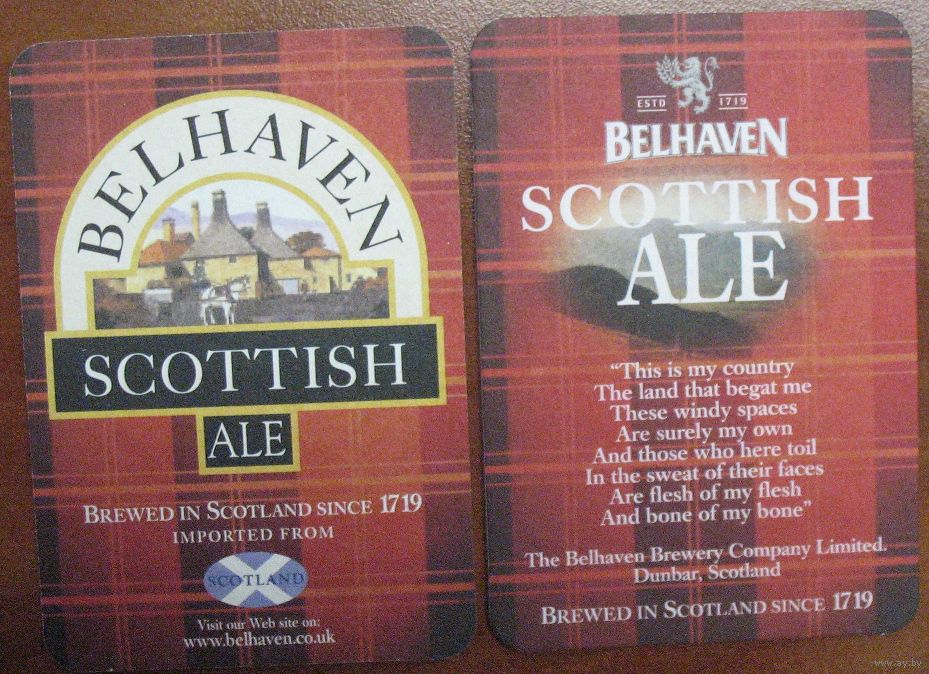 BELHAVEN
SCOTTISH
ALE
BREWED IN SCOTLAND SINCE 1719
IMPORTED FROM
SCOTLAND
Visit our Web site on:
www.belhaven.co.uk
ESTD 1719
BELHAVEN
SCOTTISH
ALE
“This is my country
The land that begat me
These windy spaces
Are surely my own
And those who here toil
In the sweat of their faces
Are flesh of my flesh
And bone of my bone”
The Belhaven Brewery Company Limited.
Dunbar, Scotland
BREWED IN SCOTLAND SINCE 1719
www.ay.by